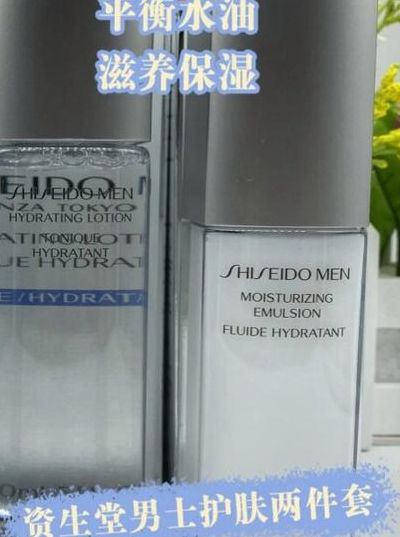 平衡水油
滋养保湿
SHISEIDO MEN
HYDRATING LOTION
TONIQUE
HYDRATANT
SHISEIDO MEN
MOISTURIZING
EMULSION
FLUIDE HYDRATANT
资生堂男士护肤两件套